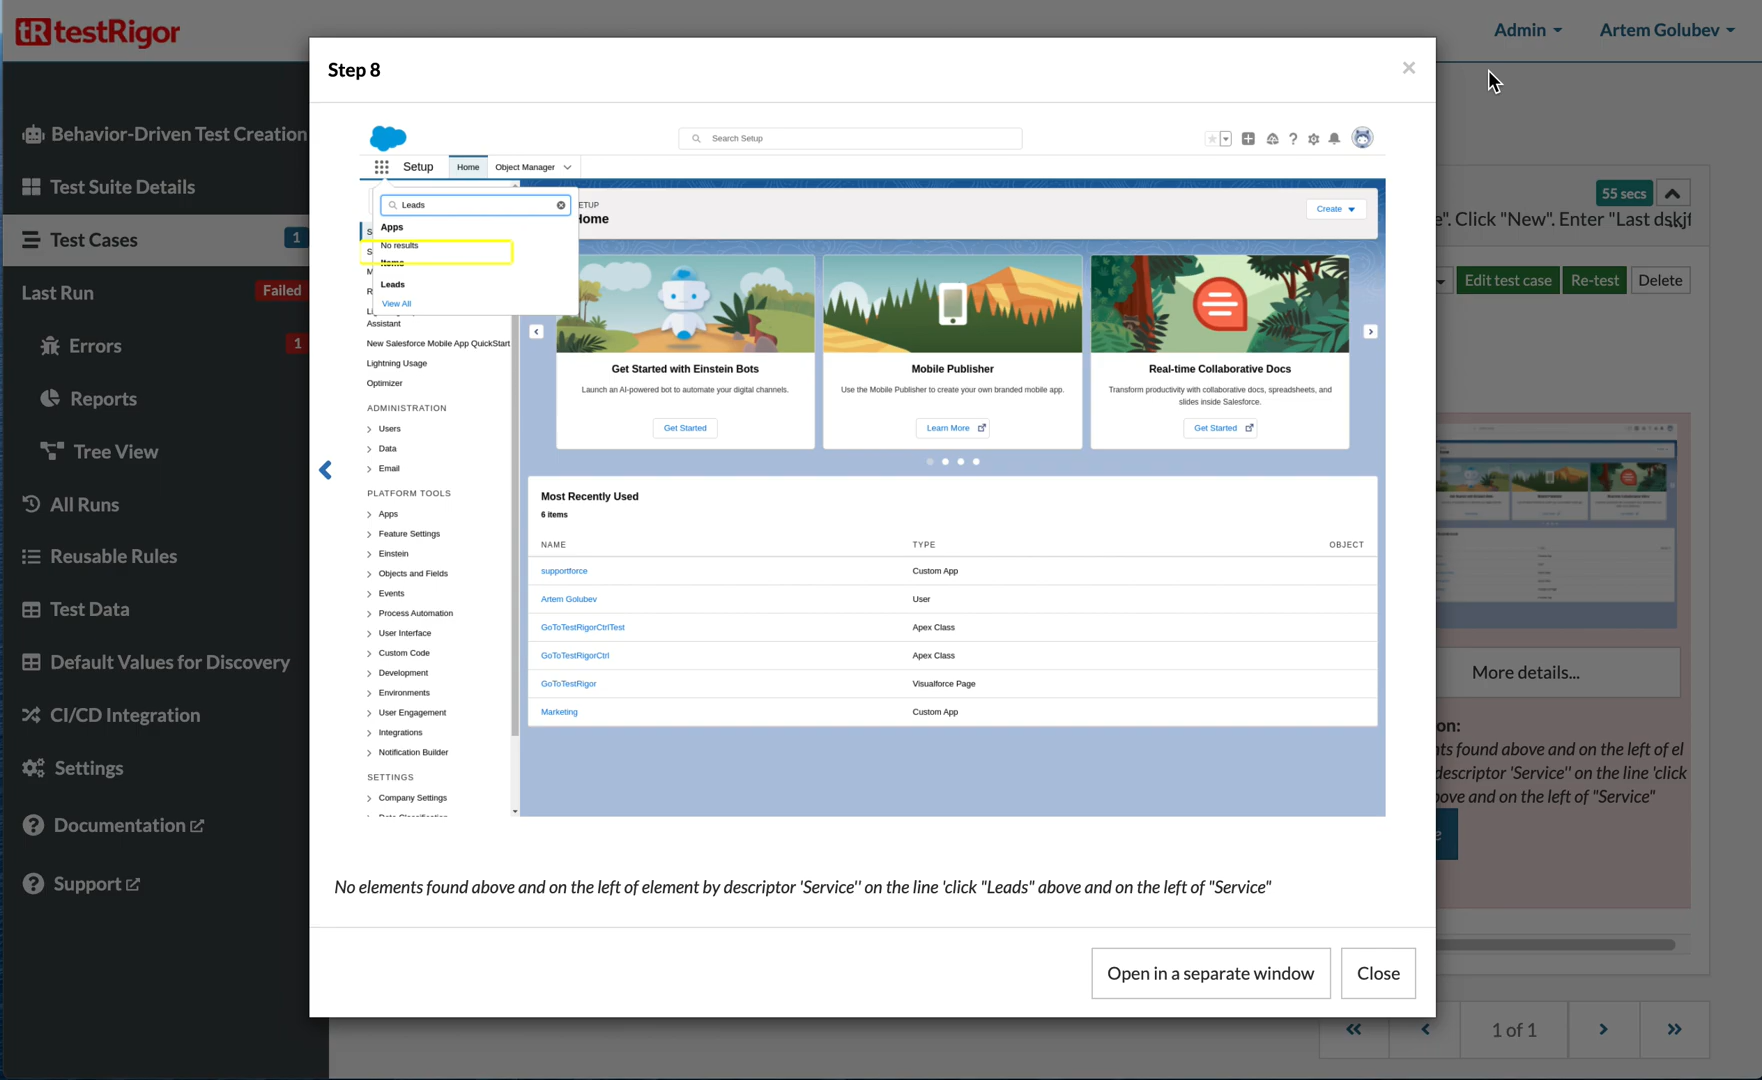 testRigor
Admin
Artem Golubev
Step 8
Behavior-Driven Test Creation
Test Suite Details
Test Cases 1
Last Run Failed
Errors 1
Reports
Tree View
All Runs
Reusable Rules
Test Data
Default Values for Discovery
CI/CD Integration
Settings
Documentation
Support
Search Setup
Setup
Home
Object Manager
Leads
Apps
No results
Items
Leads
View All
Assistant
New Salesforce Mobile App QuickStart
Lightning Usage
Optimizer
ADMINISTRATION
Users
Data
Email
PLATFORM TOOLS
Apps
Feature Settings
Einstein
Objects and Fields
Events
Process Automation
User Interface
Custom Code
Development
Environments
User Engagement
Integrations
Notification Builder
SETTINGS
Company Settings
ETUP
Home
Create
Get Started with Einstein Bots
Launch an AI-powered bot to automate your digital channels.
Get Started
Mobile Publisher
Use the Mobile Publisher to create your own branded mobile app.
Learn More
Real-time Collaborative Docs
Transform productivity with collaborative docs, spreadsheets, and
slides inside Salesforce.
Get Started
Most Recently Used
6 items
NAME TYPE OBJECT
supportforce Custom App
Artem Golubev User
GoToTestRigorCtrlTest Apex Class
GoToTestRigorCtrl Apex Class
GoToTestRigor Visualforce Page
Marketing Custom App
No elements found above and on the left of element by descriptor 'Service'' on the line 'click "Leads" above and on the left of "Service"
Open in a separate window
Close
55 secs
e". Click "New". Enter "Last dskjf
Edit test case
Re-test
Delete
More details...
on:
nts found above and on the left of el
descriptor 'Service'' on the line 'click
bove and on the left of "Service"
1 of 1